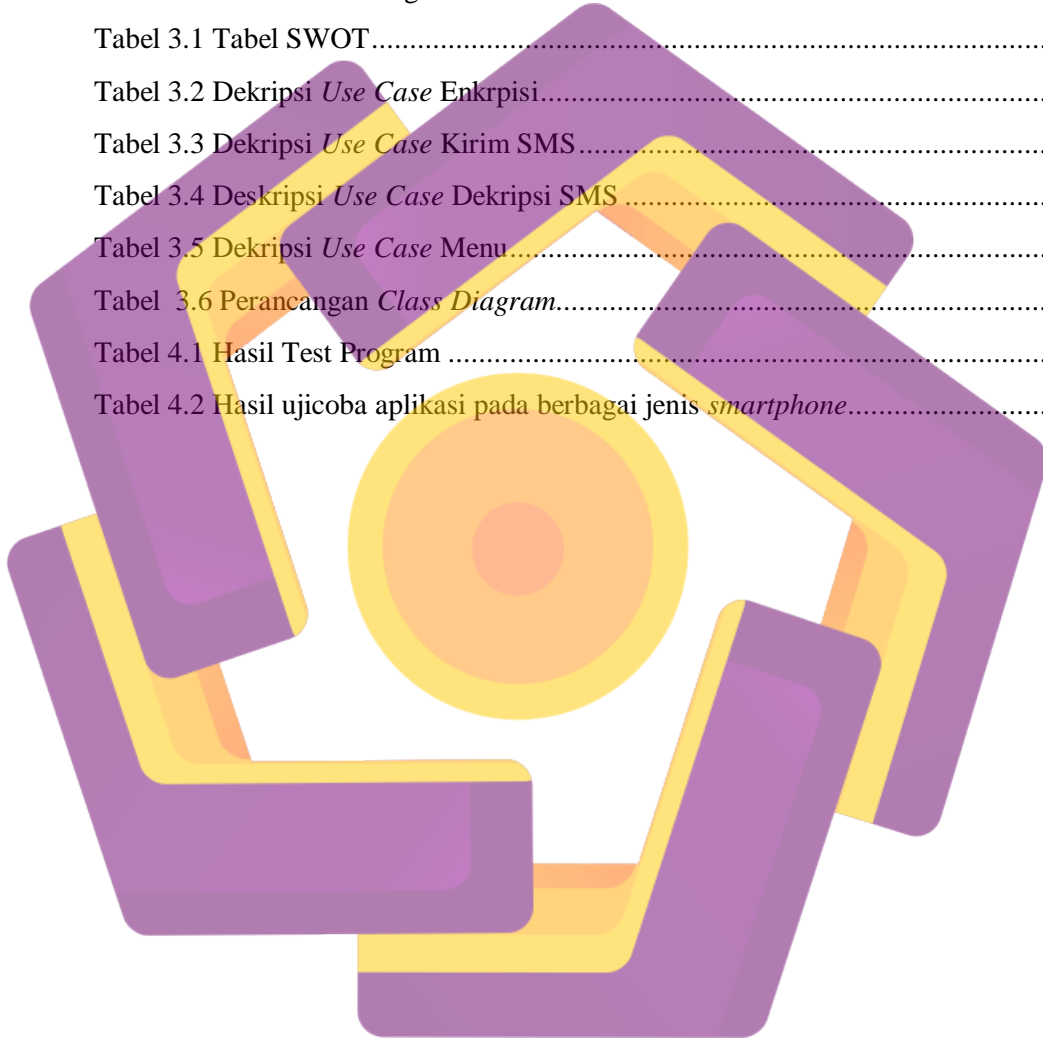 Tabel 3.1 Tabel SWOT........................................................................................
Tabel 3.2 Dekripsi Use Case Enkrpisi..................................................................
Tabel 3.3 Dekripsi Use Case Kirim SMS.............................................................
Tabel 3.4 Deskripsi Use Case Dekripsi SMS.......................................................
Tabel 3.5 Dekripsi Use Case Menu......................................................................
Tabel 3.6 Perancangan Class Diagram................................................................
Tabel 4.1 Hasil Test Program ..............................................................................
Tabel 4.2 Hasil ujicoba aplikasi pada berbagai jenis smartphone..........................